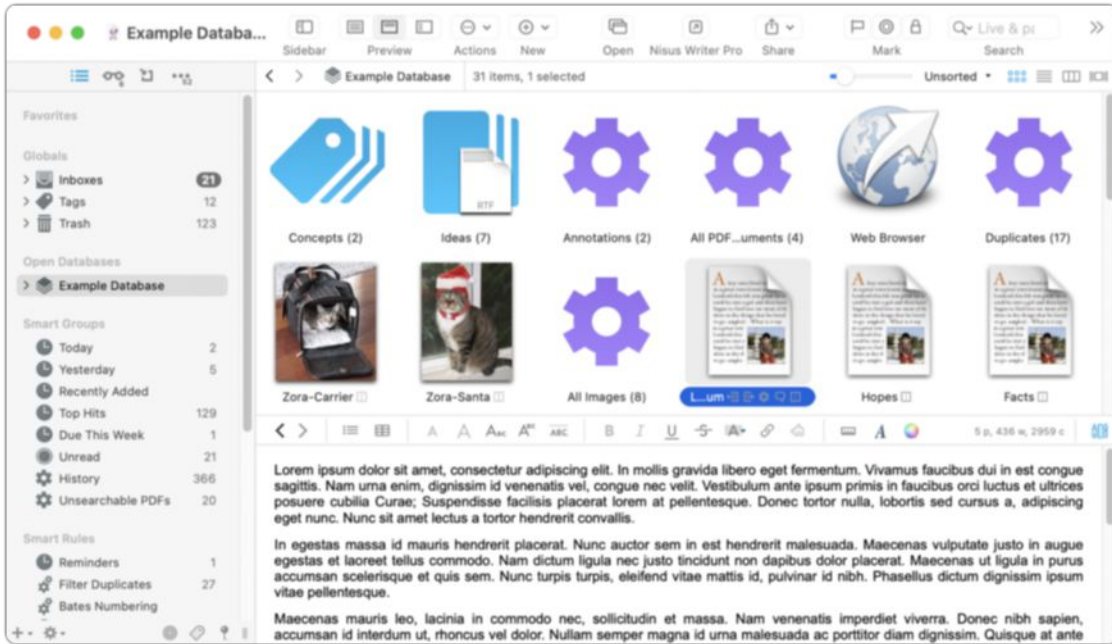 Example Databa...
Sidebar
Preview
Actions
New
Open
Nisus Writer Pro
Share
Mark
Search
Example Database
31 items, 1 selected
Unsorted
Favorites
Globals
Inboxes 21
Tags 12
Trash 123
Open Databases
Example Database
Smart Groups
Today 2
Yesterday 5
Recently Added
Top Hits 129
Due This Week 1
Unread 21
History 366
Unsearchable PDFs 20
Smart Rules
Reminders 1
Filter Duplicates 27
Bates Numbering
RTF
Concepts (2)
Ideas (7)
Annotations (2)
All PDF...uments (4)
Web Browser
Duplicates (17)
Zora-Carrier
Zora-Santa
All Images (8)
L...um
Hopes
Facts
5 p, 436 w, 2959 c
Lorem ipsum dolor sit amet, consectetur adipiscing elit. In mollis gravida libero eget fermentum. Vivamus faucibus dui in est congue
sagittis. Nam urna enim, dignissim id venenatis vel, congue nec velit. Vestibulum ante ipsum primis in faucibus orci luctus et ultrices
posuere cubilia Curae; Suspendisse facilisis placerat lorem at pellentesque. Donec tortor nulla, lobortis sed cursus a, adipiscing
eget nunc. Nunc sit amet lectus a tortor hendrerit convallis.
In egestas massa id mauris hendrerit placerat. Nunc auctor sem in est hendrerit malesuada. Maecenas vulputate justo in augue
egestas et laoreet tellus commodo. Nam dictum ligula nec justo tincidunt non dapibus dolor placerat. Maecenas ut ligula in purus
accumsan scelerisque et quis sem. Nunc turpis turpis, eleifend vitae mattis id, pulvinar id nibh. Phasellus dictum dignissim ipsum
vitae pellentesque.
Maecenas mauris leo, lacinia in commodo nec, sollicitudin et massa. Nam venenatis imperdiet viverra. Donec nibh sapien,
accumsan id interdum ut, rhoncus vel dolor. Nullam semper magna id urna malesuada ac porttitor diam dignissim. Quisque at ante